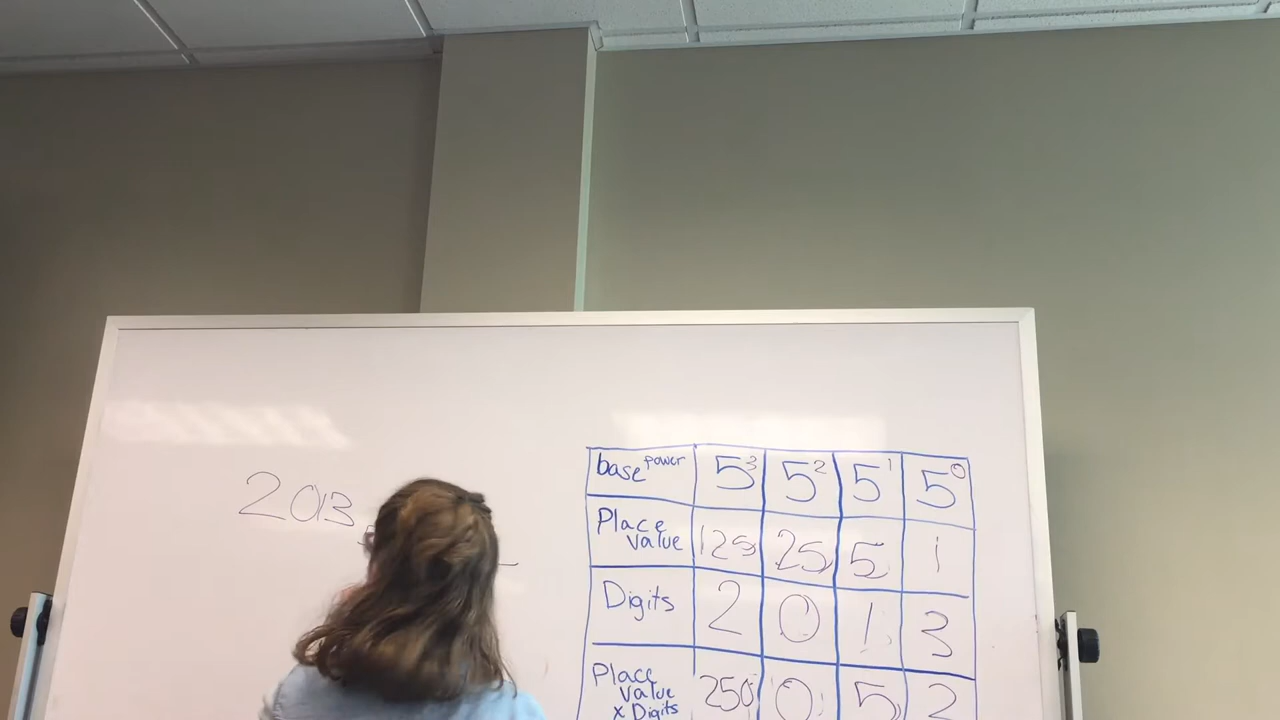 2013
base power 5³ 5² 5¹ 5⁰
Place value 125 25 5 1
Digits 2 0 1 3
Place value x Digits 250 0 5